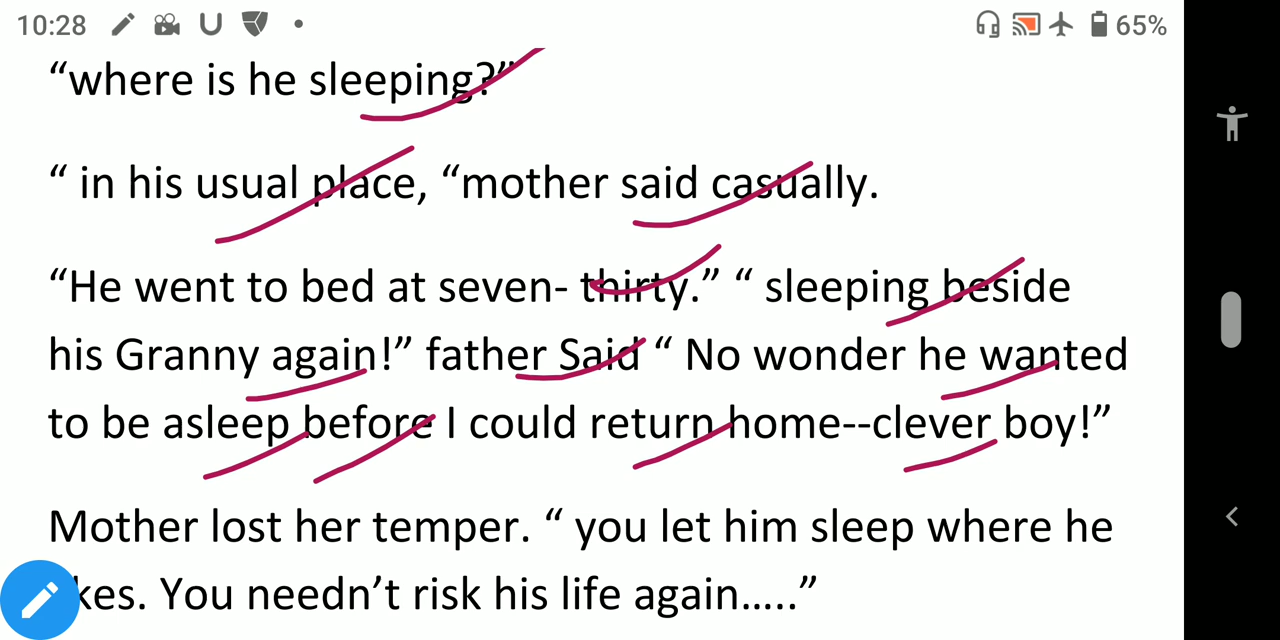 10:28 65%
“where is he sleeping?”
“ in his usual place, “mother said casually.
“He went to bed at seven- thirty.” “ sleeping beside
his Granny again!” father Said “ No wonder he wanted
to be asleep before I could return home--clever boy!”
Mother lost her temper. “ you let him sleep where he
kes. You needn’t risk his life again…..”